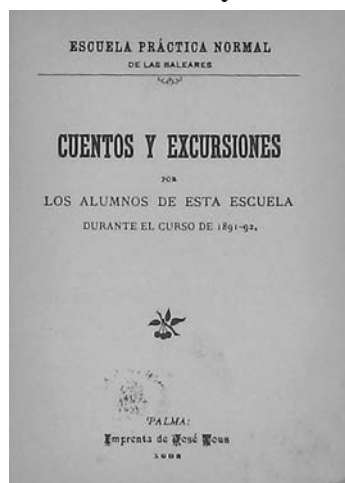 ESCUELA PRÁCTICA NORMAL
DE LAS BALEARES
CUENTOS Y EXCURSIONES
POR
LOS ALUMNOS DE ESTA ESCUELA
DURANTE EL CURSO DE 1891-92.
PALMA:
Imprenta de José Tous